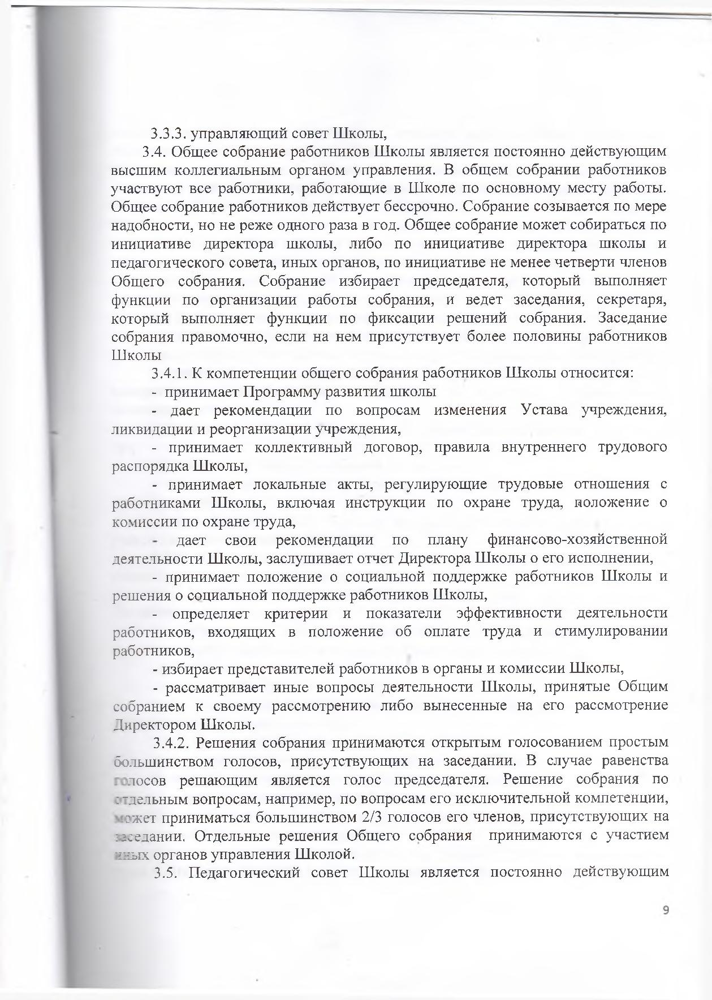 3.3.3. управляющий совет Школы,
3.4. Общее собрание работников Школы является постоянно действующим
высшим коллегиальным органом управления. В общем собрании работников
участвуют все работники, работающие в Школе по основному месту работы.
Общее собрание работников действует бессрочно. Собрание созывается по мере
надобности, но не реже одного раза в год. Общее собрание может собираться по
инициативе директора школы, либо по инициативе директора школы и
педагогического совета, иных органов, по инициативе не менее четверти членов
Общего собрания. Собрание избирает председателя, который выполняет
функции по организации работы собрания, и ведет заседания, секретаря,
который выполняет функции по фиксации решений собрания. Заседание
собрания правомочно, если на нем присутствует более половины работников
Школы
3.4.1. К компетенции общего собрания работников Школы относится:
- принимает Программу развития школы
- дает рекомендации по вопросам изменения Устава учреждения,
ликвидации и реорганизации учреждения,
- принимает коллективный договор, правила внутреннего трудового
распорядка Школы,
- принимает локальные акты, регулирующие трудовые отношения с
работниками Школы, включая инструкции по охране труда, положение о
комиссии по охране труда,
- дает свои рекомендации по плану финансово-хозяйственной
деятельности Школы, заслушивает отчет Директора Школы о его исполнении,
- принимает положение о социальной поддержке работников Школы и
решения о социальной поддержке работников Школы,
- определяет критерии и показатели эффективности деятельности
работников, входящих в положение об оплате труда и стимулировании
работников,
- избирает представителей работников в органы и комиссии Школы,
- рассматривает иные вопросы деятельности Школы, принятые Общим
собранием к своему рассмотрению либо вынесенные на его рассмотрение
Директором Школы.
3.4.2. Решения собрания принимаются открытым голосованием простым
большинством голосов, присутствующих на заседании. В случае равенства
голосов решающим является голос председателя. Решение собрания по
отдельным вопросам, например, по вопросам его исключительной компетенции,
может приниматься большинством 2/3 голосов его членов, присутствующих на
заседании. Отдельные решения Общего собрания принимаются с участием
иных органов управления Школой.
3.5. Педагогический совет Школы является постоянно действующим
9